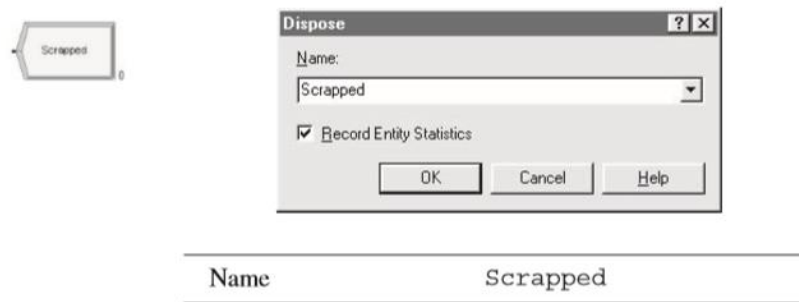 Scrapped
0
Dispose
Name:
Scrapped
Record Entity Statistics
OK Cancel Help
Name Scrapped